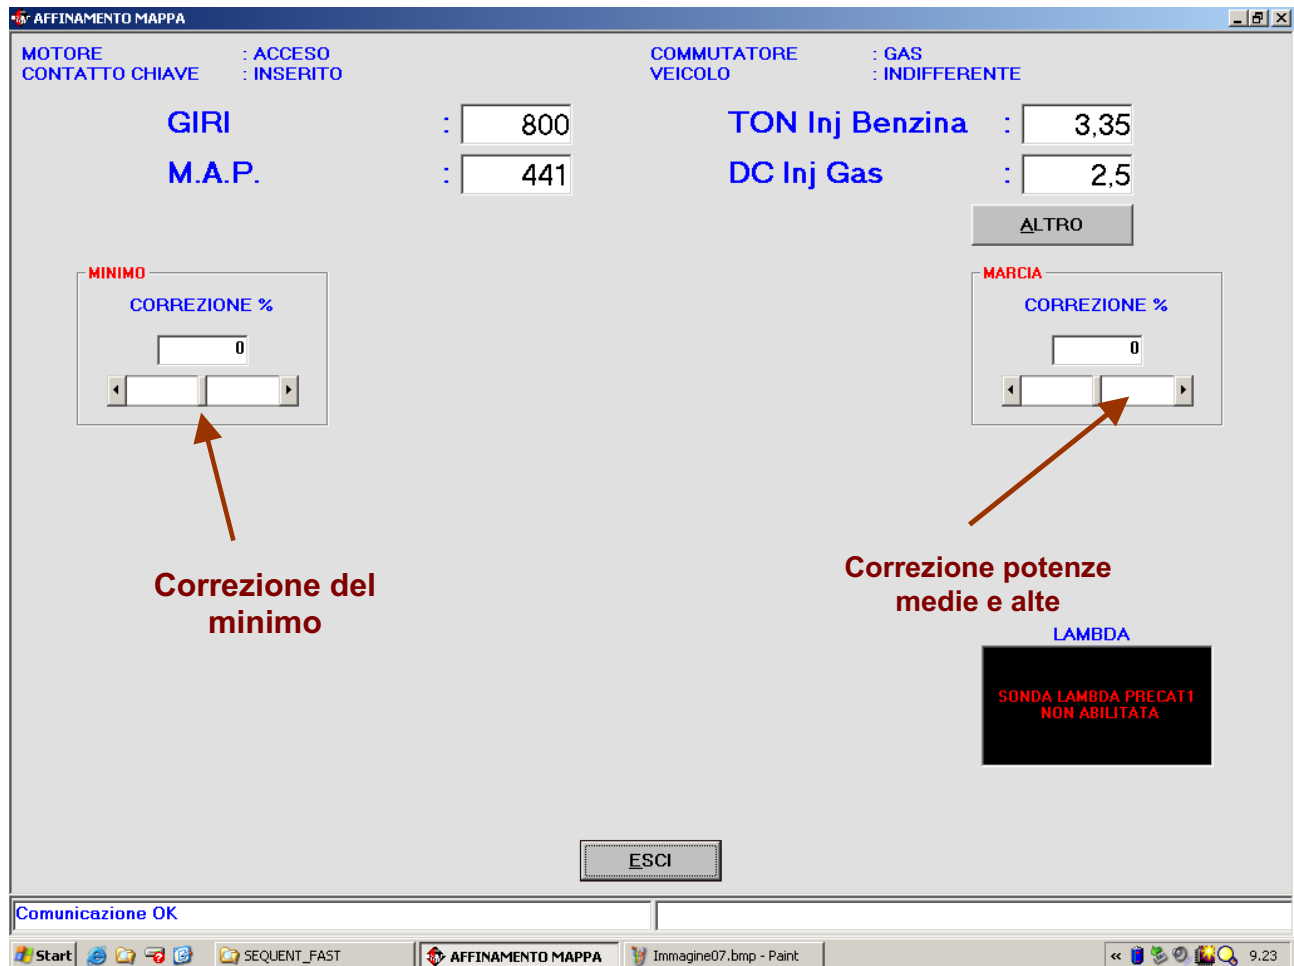 AFFINAMENTO MAPPA
MOTORE : ACCESO
CONTATTO CHIAVE : INSERITO
COMMUTATORE : GAS
VEICOLO : INDIFFERENTE
GIRI : 800
TON Inj Benzina : 3,35
M.A.P. : 441
DC Inj Gas : 2,5
ALTRO
MINIMO
CORREZIONE %
0
MARCIA
CORREZIONE %
0
Correzione del
minimo
Correzione potenze
medie e alte
LAMBDA
SONDA LAMBDA PRECAT1
NON ABILITATA
ESCI
Comunicazione OK
Start SEQUENT_FAST AFFINAMENTO MAPPA Immagine07.bmp - Paint « 9.23